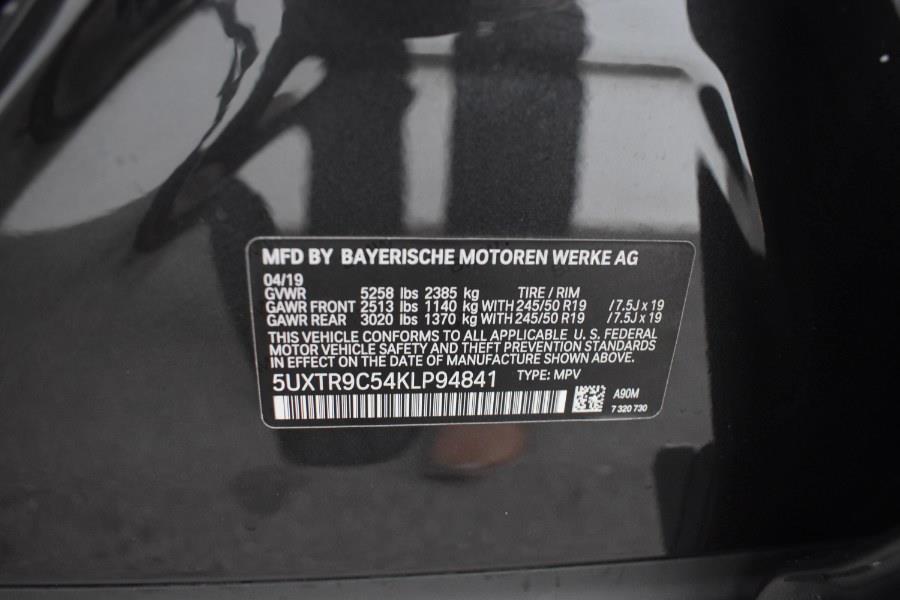 MFD BY BAYERISCHE MOTOREN WERKE AG
04/19
GVWR 5258 lbs 2385 kg TIRE / RIM
GAWR FRONT 2513 lbs 1140 kg WITH 245/50 R19 / 7.5J x 19
GAWR REAR 3020 lbs 1370 kg WITH 245/50 R19 / 7.5J x 19
THIS VEHICLE CONFORMS TO ALL APPLICABLE U. S. FEDERAL
MOTOR VEHICLE SAFETY AND THEFT PREVENTION STANDARDS
IN EFFECT ON THE DATE OF MANUFACTURE SHOWN ABOVE.
5UXTR9C54KLP94841 TYPE: MPV
A90M
7 320 730